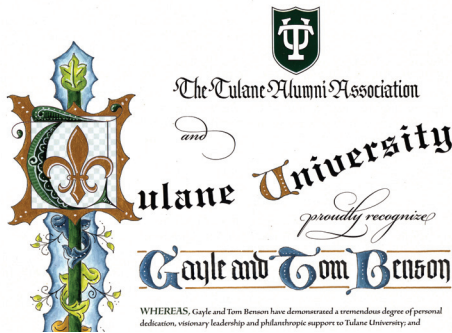 The Tulane Alumni Association
and
Tulane University
proudly recognize
Gayle and Tom Benson
WHEREAS, Gayle and Tom Benson have demonstrated a tremendous degree of personal
dedication, visionary leadership and philanthropic support to Tulane University; and